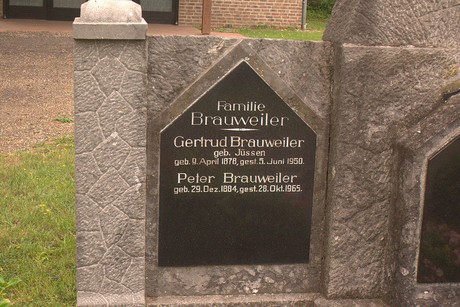 Familie
Brauweiler
Gertrud Brauweiler
geb. Jüssen
geb. 9. April 1878, gest. 5. Juni 1950.
Peter Brauweiler
geb. 29. Dez. 1884, gest. 28. Okt. 1965.